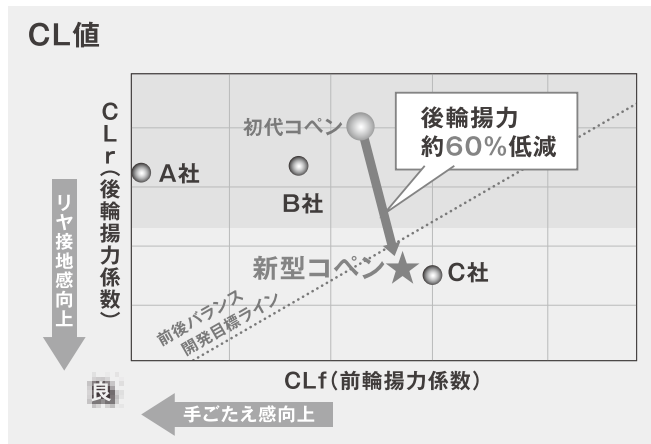 CL値
CLr(後輪揚力係数)
リヤ接地感向上
初代コペン
後輪揚力
約60%低減
A社
B社
新型コペン
C社
前後バランス
開発目標ライン
CLf(前輪揚力係数)
良
手ごたえ感向上